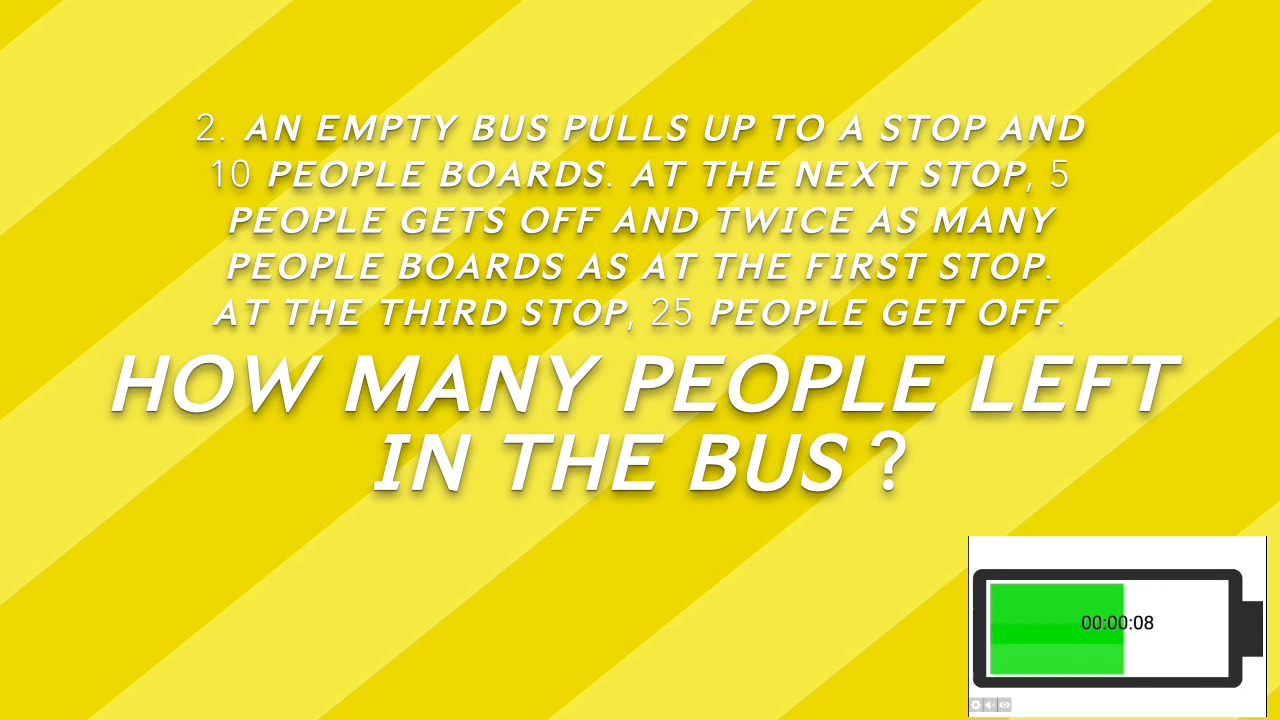 2. AN EMPTY BUS PULLS UP TO A STOP AND
10 PEOPLE BOARDS. AT THE NEXT STOP, 5
PEOPLE GETS OFF AND TWICE AS MANY
PEOPLE BOARDS AS AT THE FIRST STOP.
AT THE THIRD STOP, 25 PEOPLE GET OFF.
HOW MANY PEOPLE LEFT
IN THE BUS ?
00:00:08